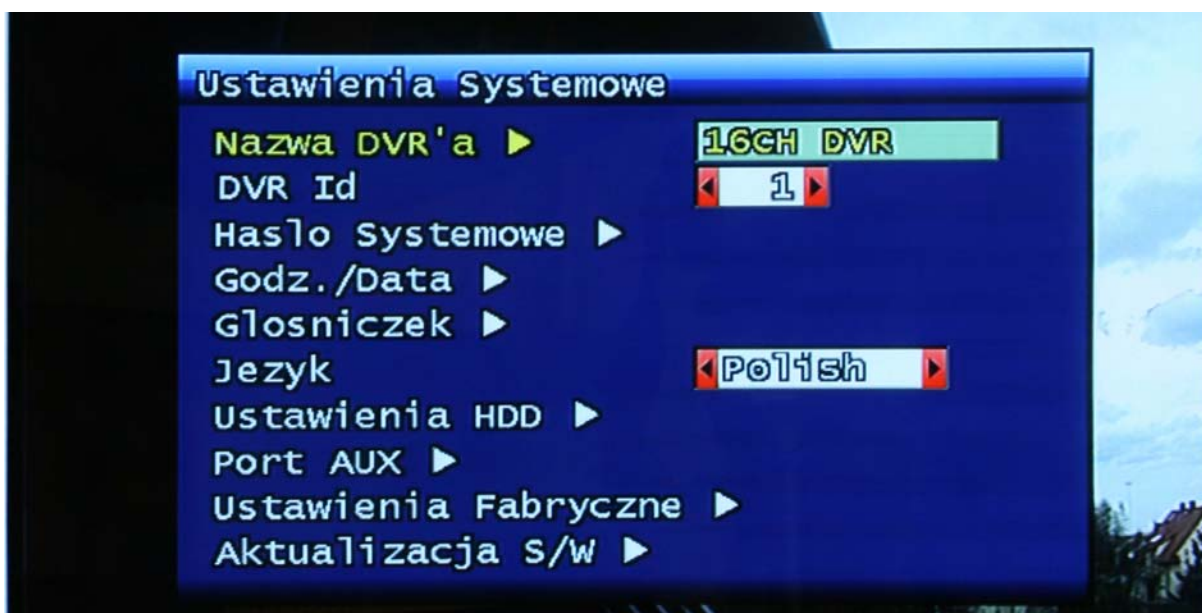 Ustawienia Systemowe
Nazwa DVR'a ▶ 16CH DVR
DVR Id 1
Haslo Systemowe ▶
Godz./Data ▶
Glosniczek ▶
Jezyk Polish
Ustawienia HDD ▶
Port AUX ▶
Ustawienia Fabryczne ▶
Aktualizacja S/W ▶